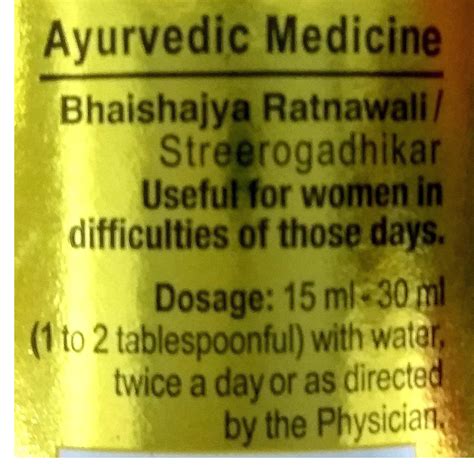 Ayurvedic Medicine
Bhaishajya Ratnawali /
Streerogadhikar
Useful for women in
difficulties of those days.
Dosage: 15 ml - 30 ml
(1 to 2 tablespoonful) with water,
twice a day or as directed
by the Physician.